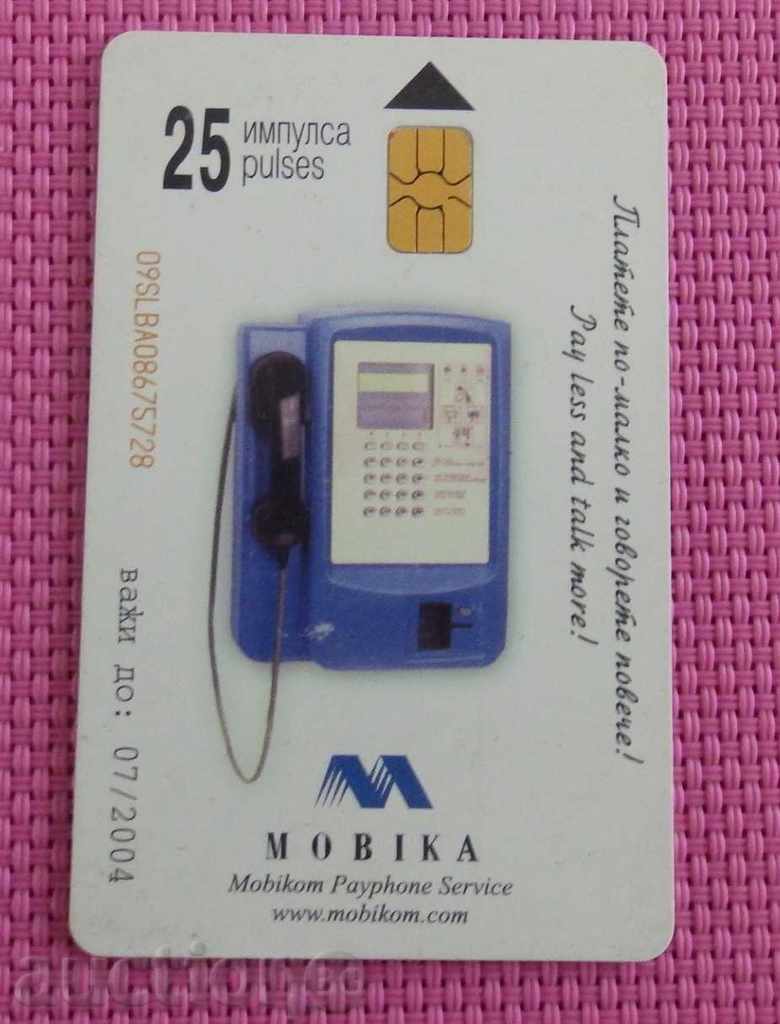 25 импулса
pulses
Платете по-малко и говорете повече!
Pay less and talk more!
09SLBA08675728
важи до: 07/2004
MOBIKA
Mobikom Payphone Service
www.mobikom.com